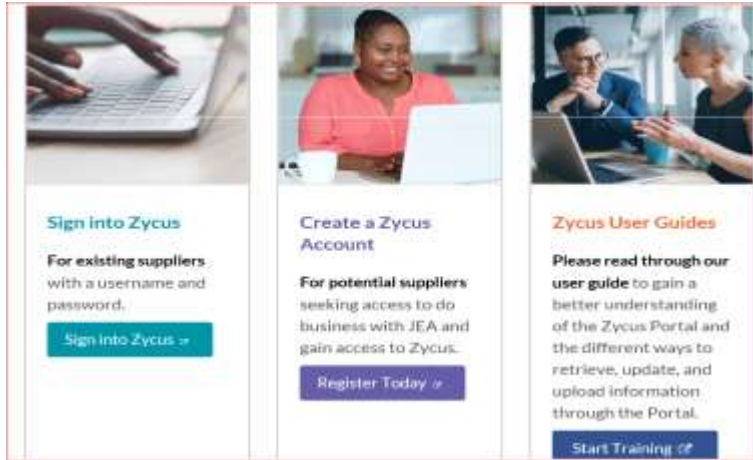 Sign into Zycus
For existing suppliers
with a username and
password.
Sign into Zycus
Create a Zycus
Account
For potential suppliers
seeking access to do
business with JEA and
gain access to Zycus.
Register Today
Zycus User Guides
Please read through our
user guide to gain a
better understanding
of the Zycus Portal and
the different ways to
retrieve, update, and
upload information
through the Portal.
Start Training